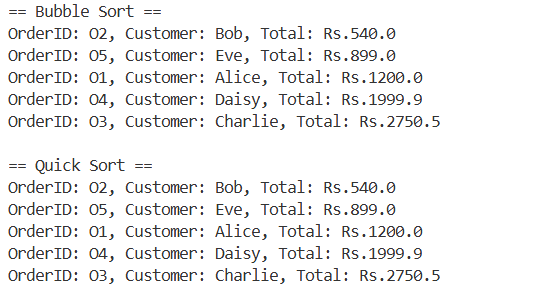 == Bubble Sort ==
OrderID: O2, Customer: Bob, Total: Rs.540.0
OrderID: O5, Customer: Eve, Total: Rs.899.0
OrderID: O1, Customer: Alice, Total: Rs.1200.0
OrderID: O4, Customer: Daisy, Total: Rs.1999.9
OrderID: O3, Customer: Charlie, Total: Rs.2750.5

== Quick Sort ==
OrderID: O2, Customer: Bob, Total: Rs.540.0
OrderID: O5, Customer: Eve, Total: Rs.899.0
OrderID: O1, Customer: Alice, Total: Rs.1200.0
OrderID: O4, Customer: Daisy, Total: Rs.1999.9
OrderID: O3, Customer: Charlie, Total: Rs.2750.5